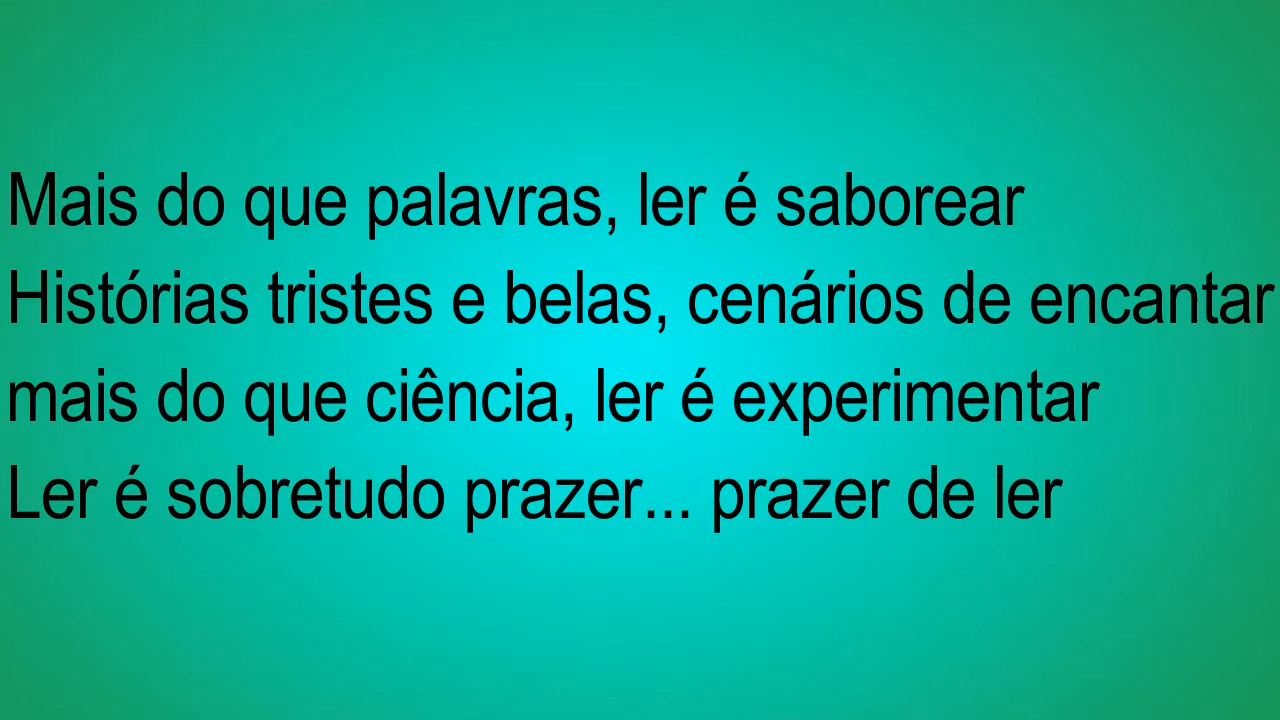 Mais do que palavras, ler é saborear
Histórias tristes e belas, cenários de encantar
mais do que ciência, ler é experimentar
Ler é sobretudo prazer... prazer de ler